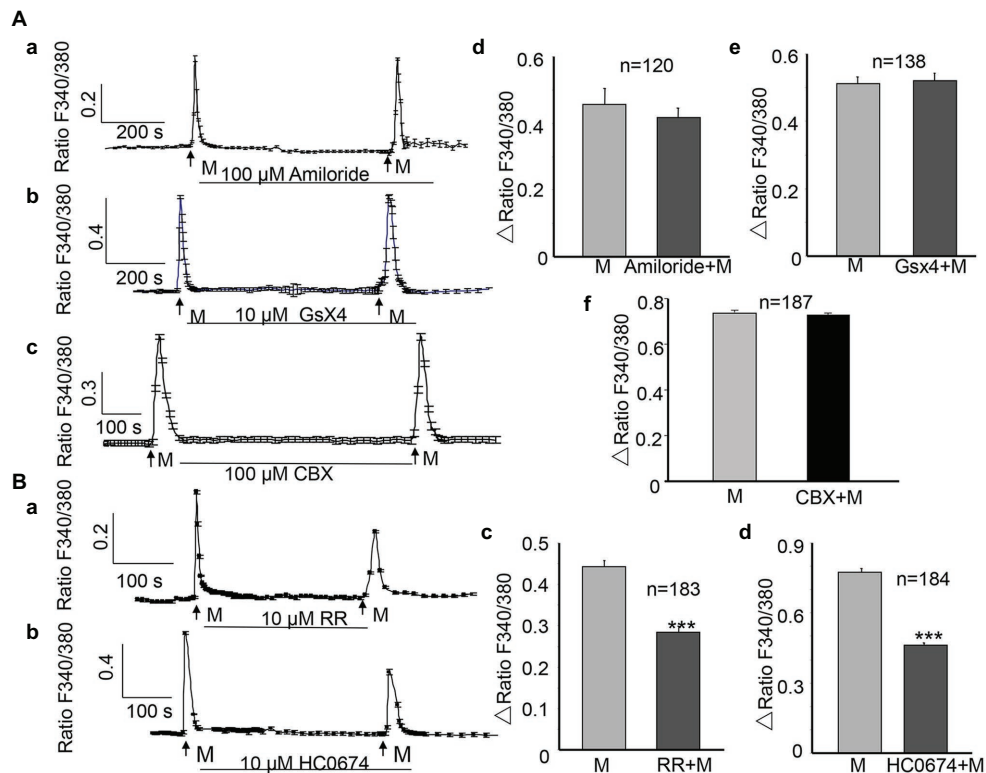 A
a
Ratio F340/380
0.2
200 s
M
M
100 µM Amiloride
b
Ratio F340/380
0.4
200 s
M
M
10 µM GsX4
c
Ratio F340/380
0.3
100 s
M
M
100 µM CBX
d
△Ratio F340/380
0.6
0.4
0.2
0
n=120
M
Amiloride+M
e
△Ratio F340/380
0.6
0.4
0.2
0
n=138
M
Gsx4+M
f
△Ratio F340/380
0.8
0.6
0.4
0.2
0
n=187
M
CBX+M
B
a
Ratio F340/380
0.2
100 s
M
M
10 µM RR
b
Ratio F340/380
0.4
100 s
M
M
10 µM HC0674
c
△Ratio F340/380
0.5
0.4
0.3
0.2
0.1
0
n=183
***
M
RR+M
d
△Ratio F340/380
0.9
0.6
0.3
0
n=184
***
M
HC0674+M